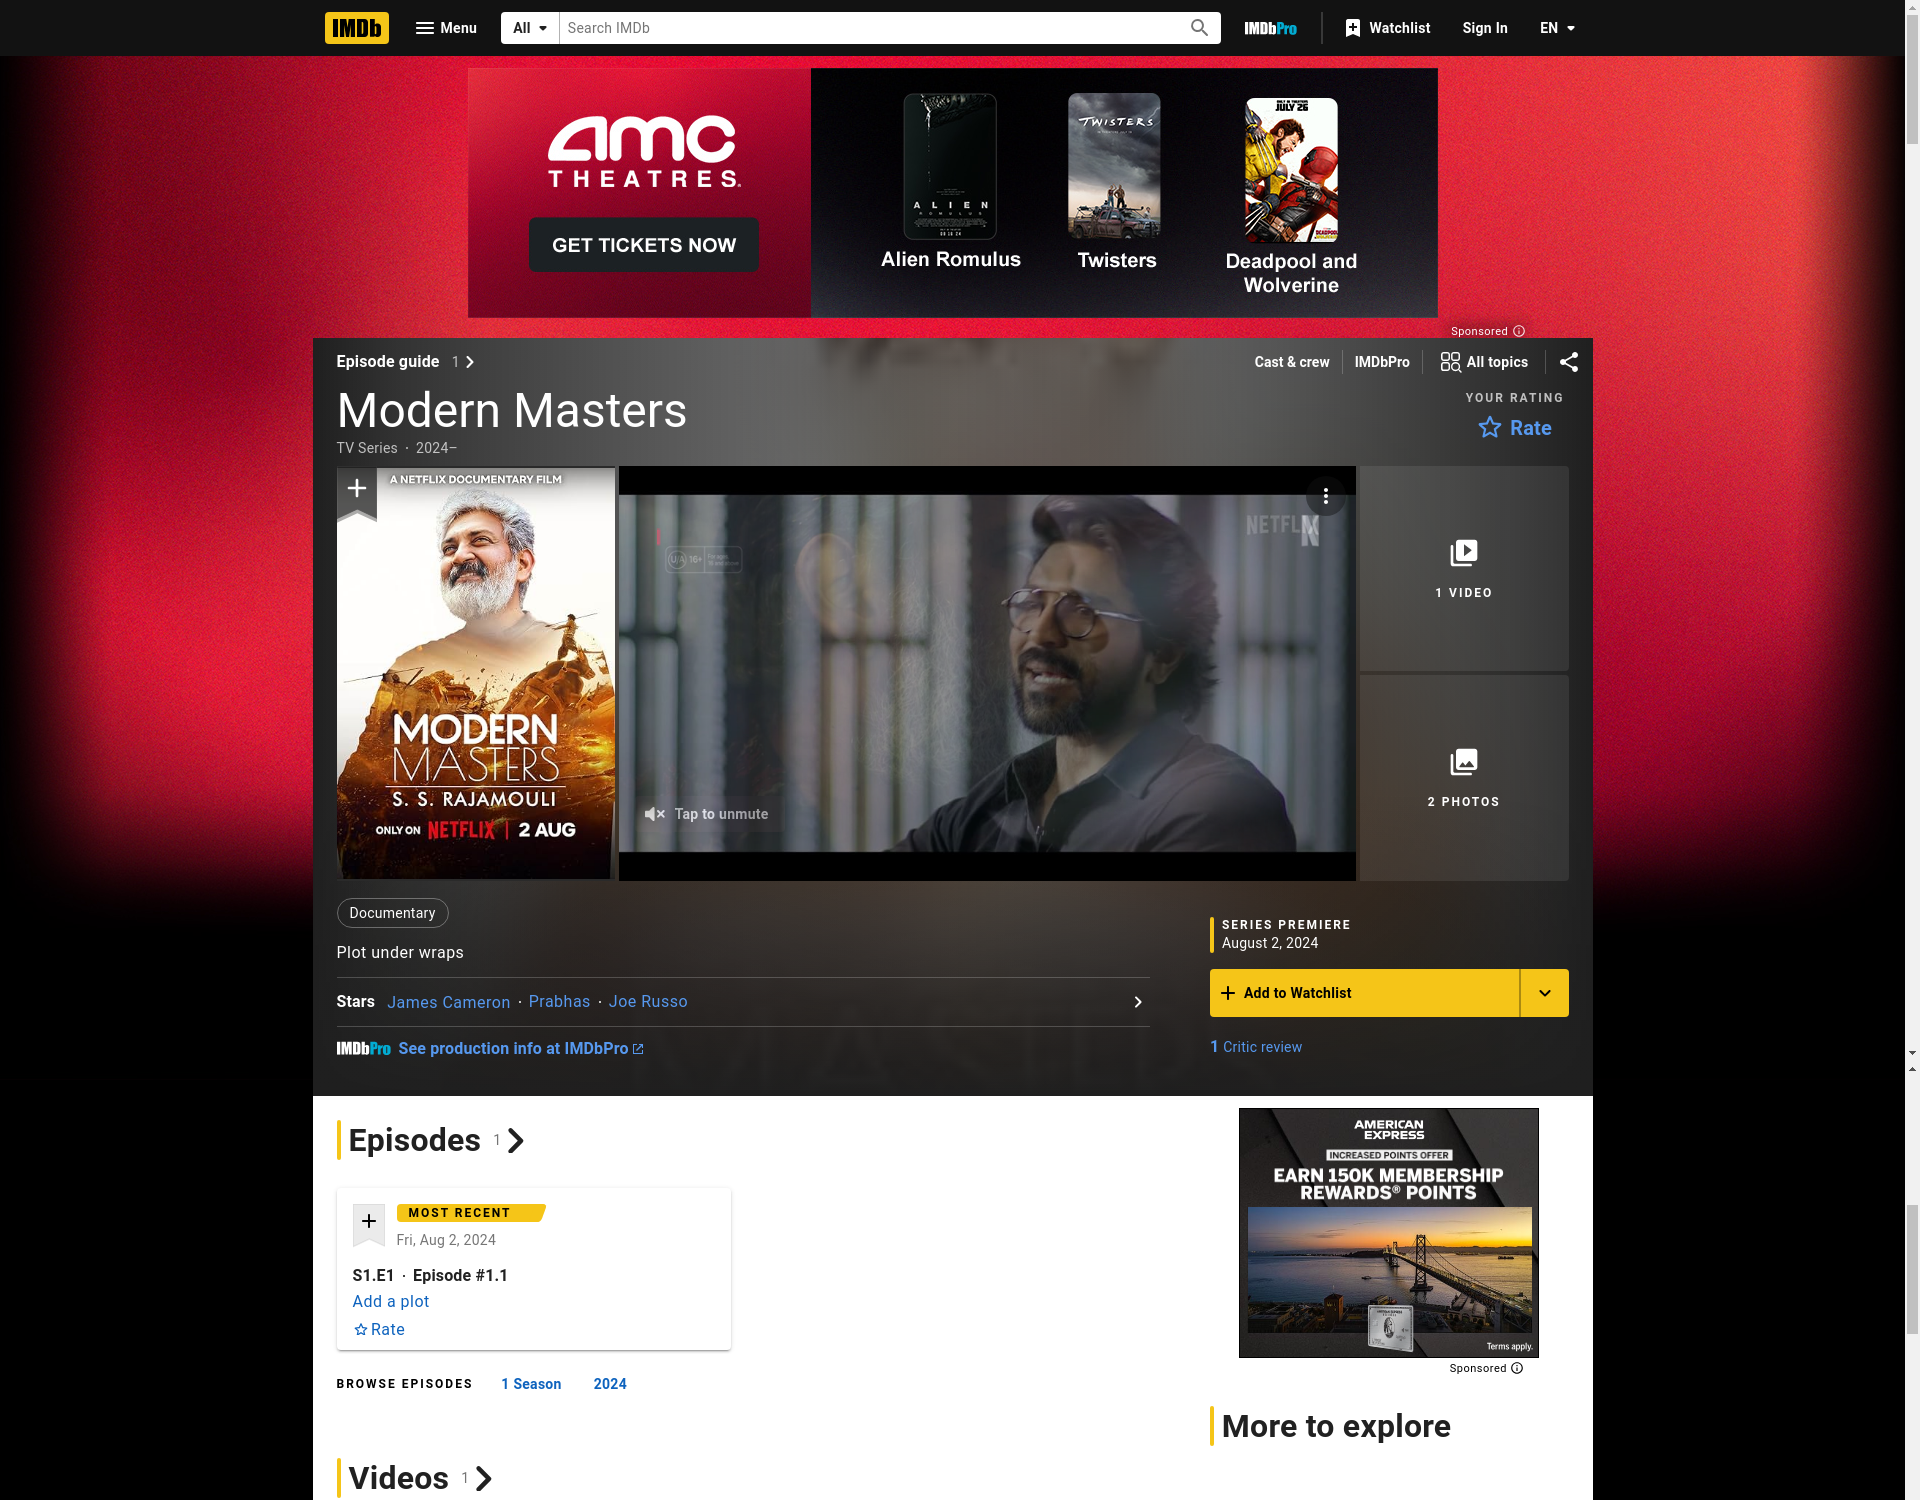 IMDb
Menu
All
Search IMDb
IMDbPro
Watchlist
Sign In
EN
amc
THEATRES.
GET TICKETS NOW
ALIEN
ROMULUS
Alien Romulus
TWISTERS
Twisters
JULY 26
DEADPOOL
Deadpool and
Wolverine
Sponsored
Episode guide 1
Cast & crew
IMDbPro
All topics
Modern Masters
TV Series · 2024–
YOUR RATING
Rate
A NETFLIX DOCUMENTARY FILM
MODERN
MASTERS
S. S. RAJAMOULI
ONLY ON NETFLIX | 2 AUG
NETFLIX
U/A 16+
Tap to unmute
1 VIDEO
2 PHOTOS
Documentary
Plot under wraps
Stars James Cameron · Prabhas · Joe Russo
IMDbPro See production info at IMDbPro
SERIES PREMIERE
August 2, 2024
Add to Watchlist
1 Critic review
Episodes 1
MOST RECENT
Fri, Aug 2, 2024
S1.E1 · Episode #1.1
Add a plot
Rate
BROWSE EPISODES 1 Season 2024
Videos 1
AMERICAN
EXPRESS
INCREASED POINTS OFFER
EARN 150K MEMBERSHIP
REWARDS® POINTS
Terms apply.
Sponsored
More to explore